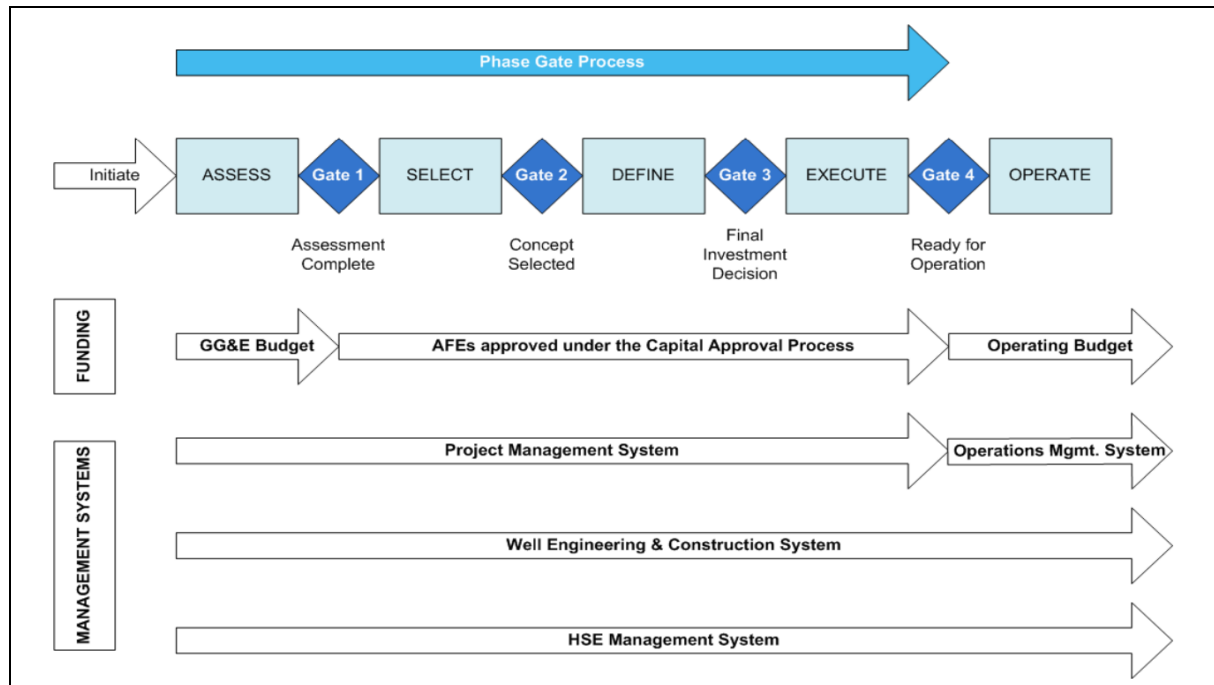 Phase Gate Process
Initiate
ASSESS
Gate 1
SELECT
Gate 2
DEFINE
Gate 3
EXECUTE
Gate 4
OPERATE
Assessment
Complete
Concept
Selected
Final
Investment
Decision
Ready for
Operation
FUNDING
GG&E Budget
AFEs approved under the Capital Approval Process
Operating Budget
MANAGEMENT SYSTEMS
Project Management System
Operations Mgmt. System
Well Engineering & Construction System
HSE Management System